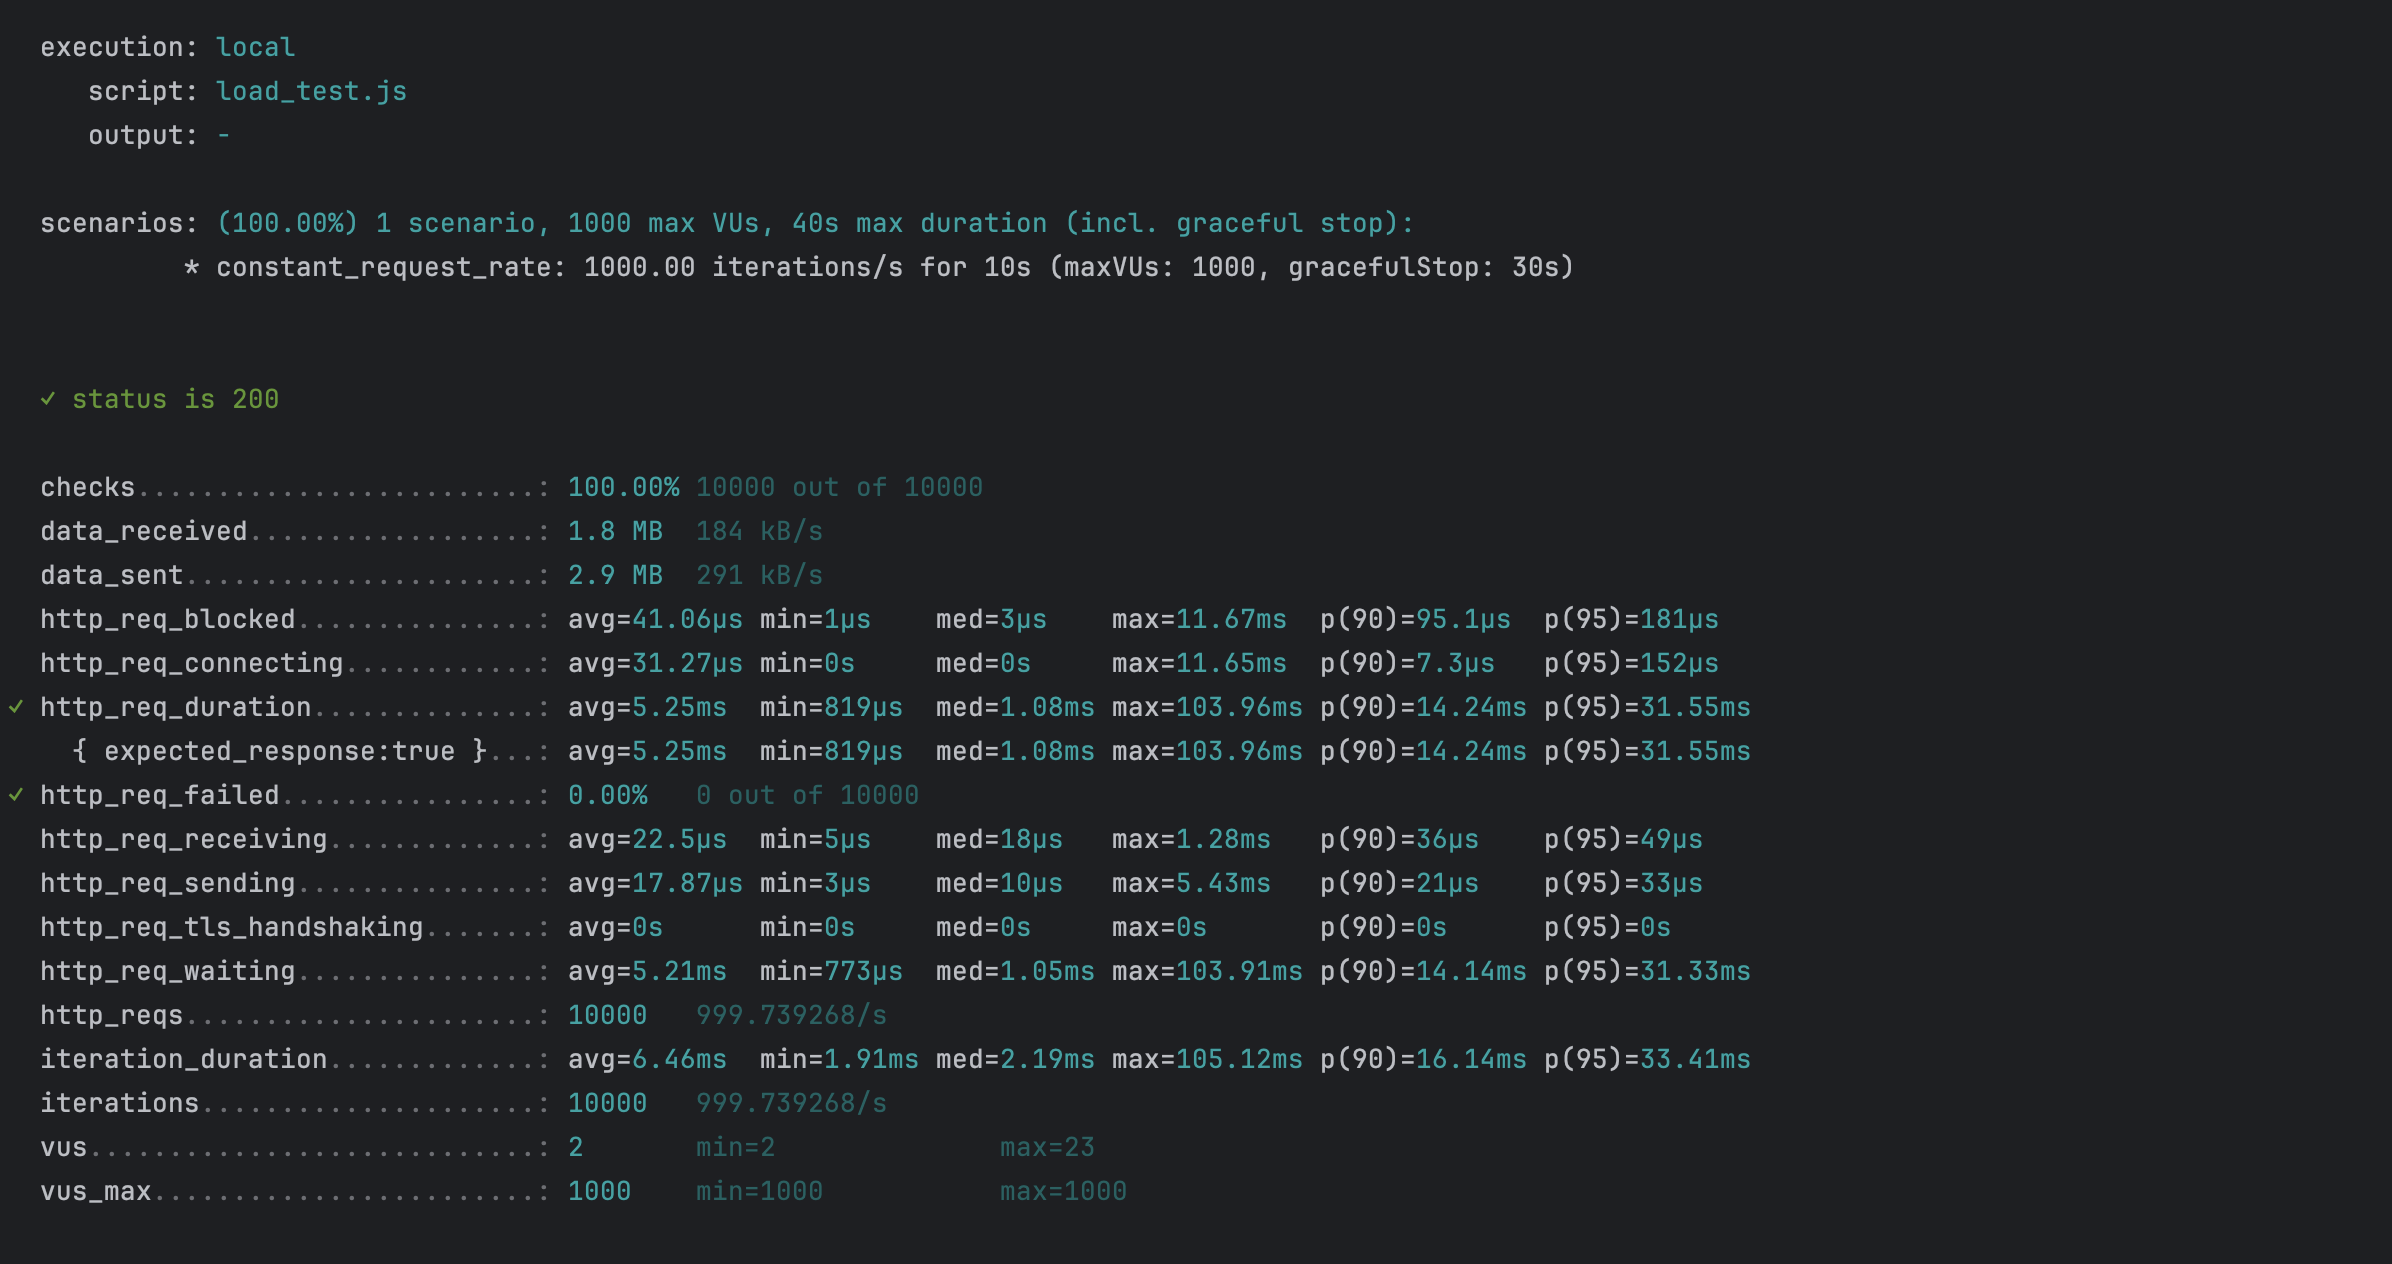 execution: local
script: load_test.js
output: -
scenarios: (100.00%) 1 scenario, 1000 max VUs, 40s max duration (incl. graceful stop):
* constant_request_rate: 1000.00 iterations/s for 10s (maxVUs: 1000, gracefulStop: 30s)
✓ status is 200
checks.........................: 100.00% 10000 out of 10000
data_received..................: 1.8 MB 184 kB/s
data_sent......................: 2.9 MB 291 kB/s
http_req_blocked...............: avg=41.06µs min=1µs med=3µs max=11.67ms p(90)=95.1µs p(95)=181µs
http_req_connecting............: avg=31.27µs min=0s med=0s max=11.65ms p(90)=7.3µs p(95)=152µs
✓ http_req_duration..............: avg=5.25ms min=819µs med=1.08ms max=103.96ms p(90)=14.24ms p(95)=31.55ms
{ expected_response:true }...: avg=5.25ms min=819µs med=1.08ms max=103.96ms p(90)=14.24ms p(95)=31.55ms
✓ http_req_failed................: 0.00% 0 out of 10000
http_req_receiving.............: avg=22.5µs min=5µs med=18µs max=1.28ms p(90)=36µs p(95)=49µs
http_req_sending...............: avg=17.87µs min=3µs med=10µs max=5.43ms p(90)=21µs p(95)=33µs
http_req_tls_handshaking.......: avg=0s min=0s med=0s max=0s p(90)=0s p(95)=0s
http_req_waiting...............: avg=5.21ms min=773µs med=1.05ms max=103.91ms p(90)=14.14ms p(95)=31.33ms
http_reqs......................: 10000 999.739268/s
iteration_duration.............: avg=6.46ms min=1.91ms med=2.19ms max=105.12ms p(90)=16.14ms p(95)=33.41ms
iterations.....................: 10000 999.739268/s
vus............................: 2 min=2 max=23
vus_max........................: 1000 min=1000 max=1000